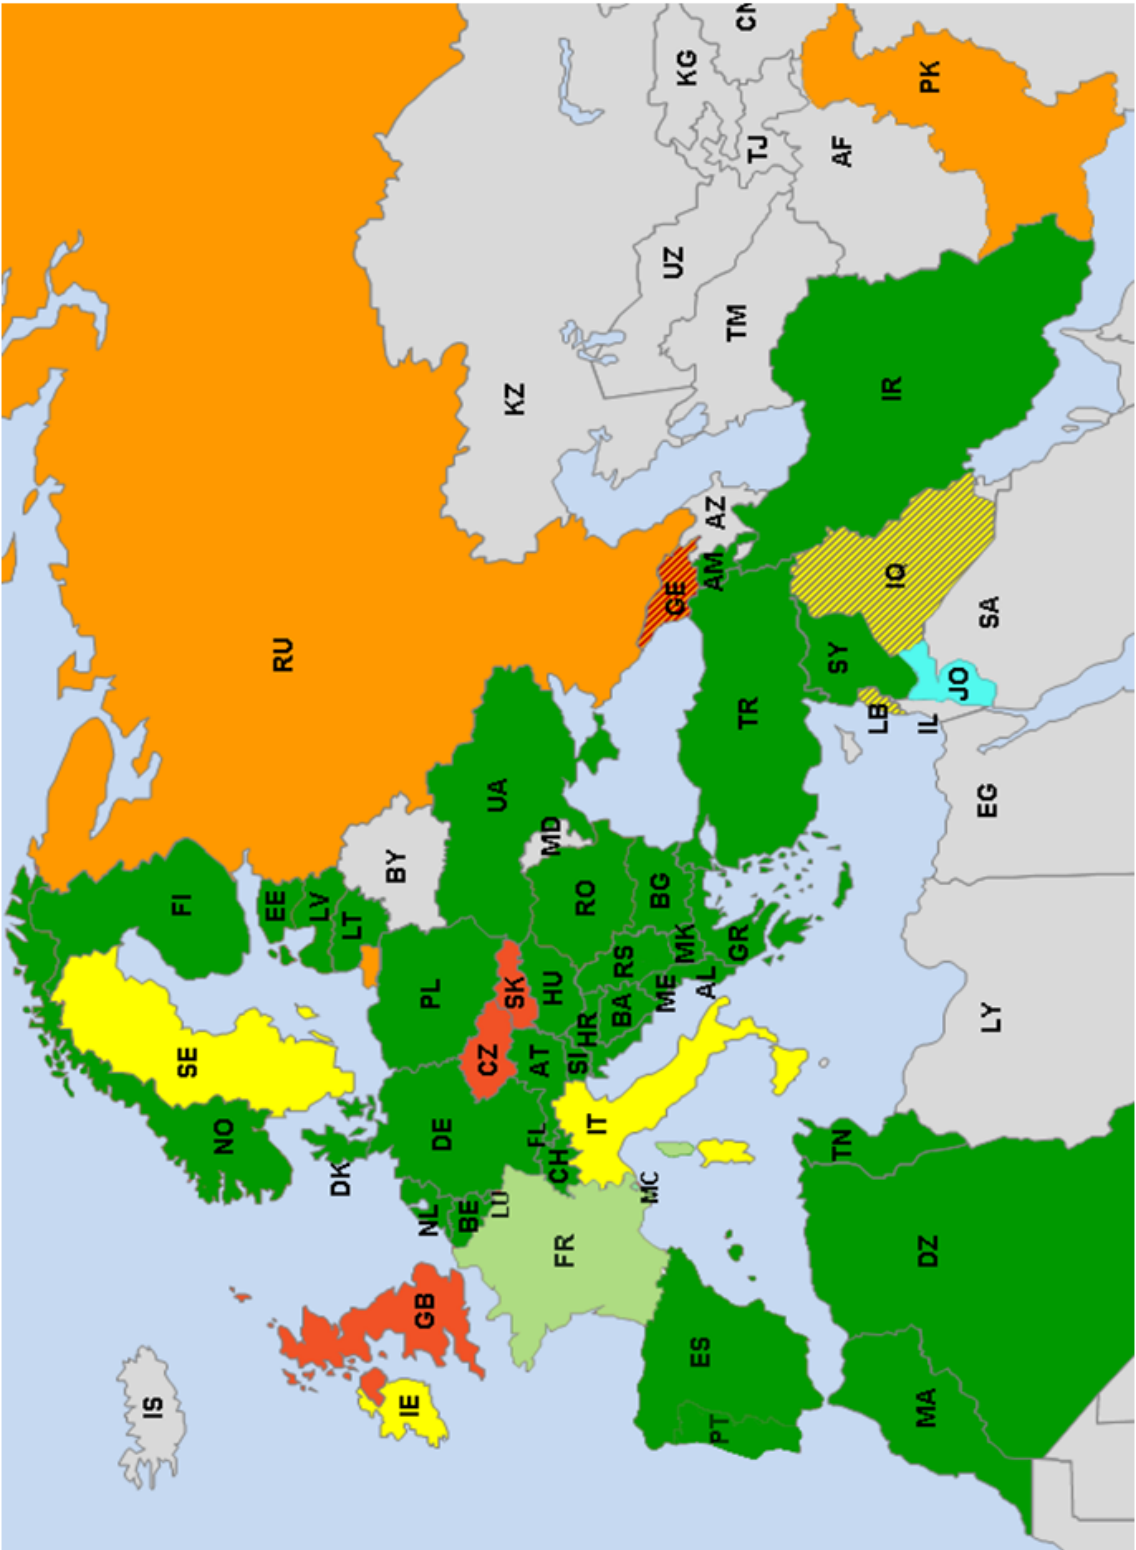 IS
FI
SE
NO
EE
RU
LV
DK
LT
BY
IE
GB
NL
PL
DE
BE
CZ
UA
LU
SK
KZ
FL
AT
MD
HU
CH
FR
SI
RO
HR
IT
BA
RS
MC
BG
ME
UZ
GE
MK
KG
ES
AL
AM
AZ
PT
TM
GR
CN
TR
TJ
SY
TN
AF
LB
IR
IQ
MA
DZ
IL
PK
JO
EG
SA
LY